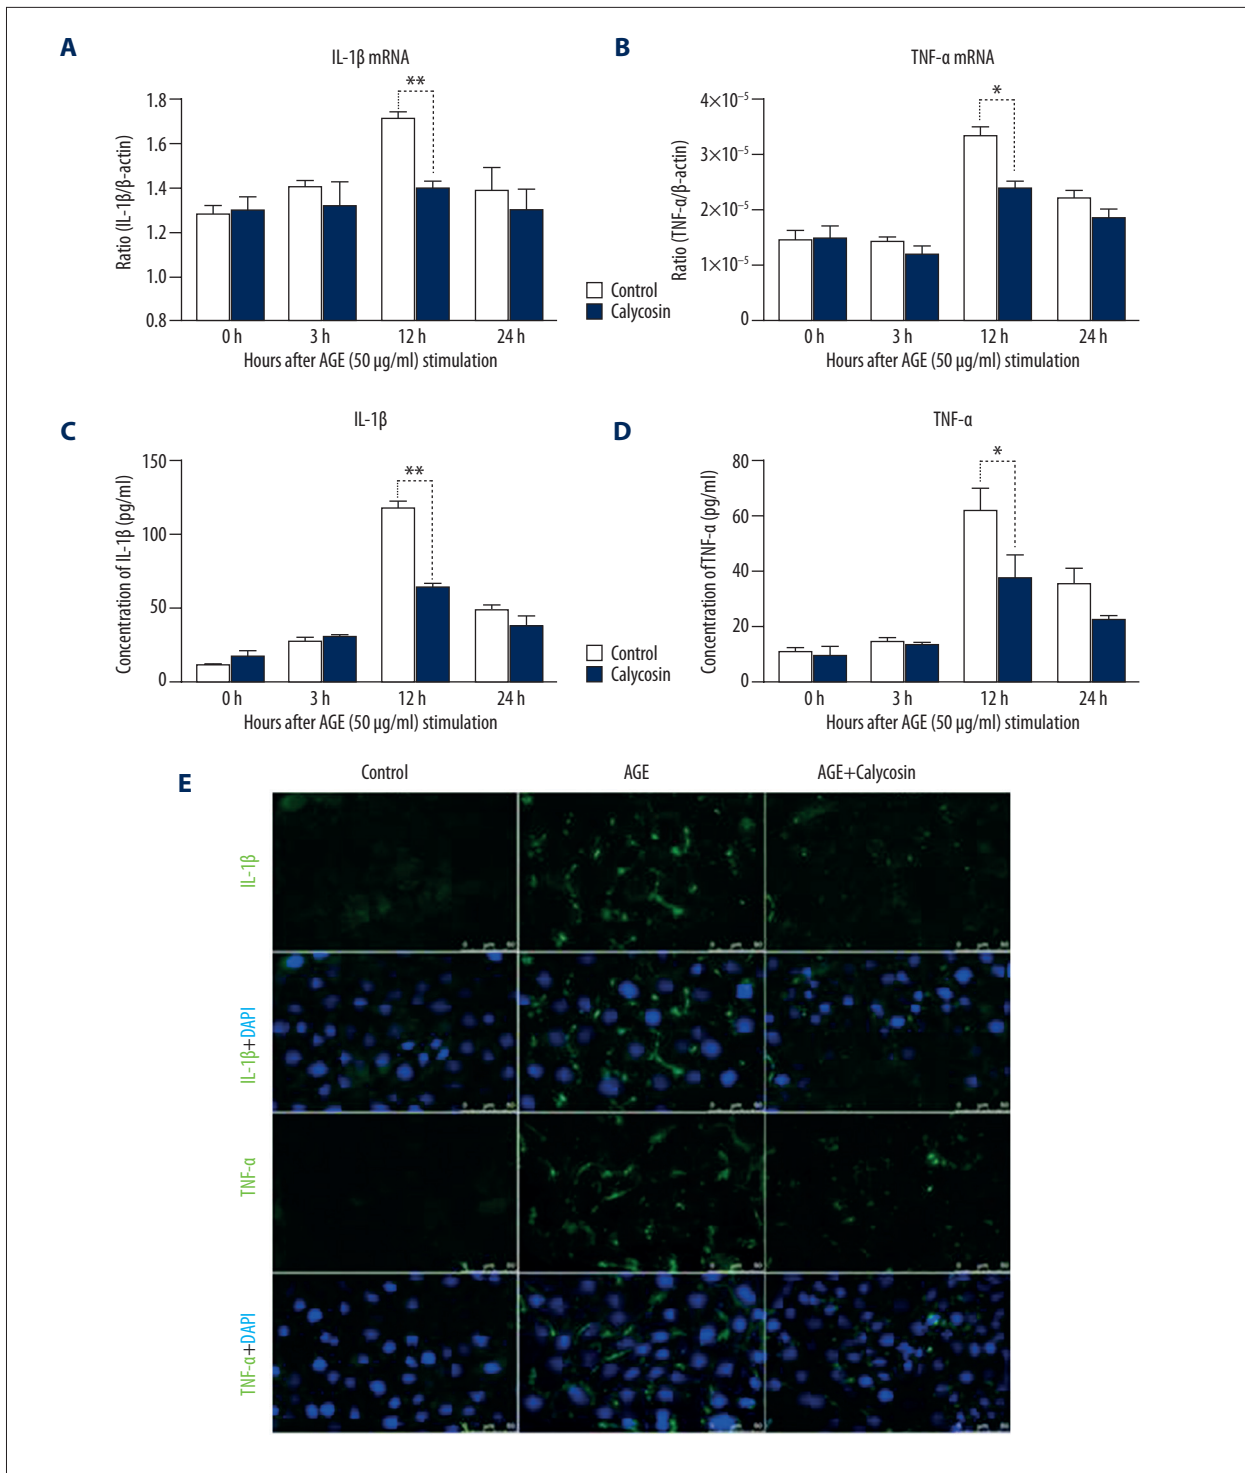 A
IL-1β mRNA
**
Ratio (IL-1β/β-actin)
1.8
1.6
1.4
1.2
1.0
0.8
0 h 3 h 12 h 24 h
Hours after AGE (50 μg/ml) stimulation
B
TNF-α mRNA
*
Ratio (TNF-α/β-actin)
4×10⁻⁵
3×10⁻⁵
2×10⁻⁵
1×10⁻⁵
0
0 h 3 h 12 h 24 h
Hours after AGE (50 μg/ml) stimulation
Control
Calycosin
C
IL-1β
**
Concentration of IL-1β (pg/ml)
150
100
50
0
0 h 3 h 12 h 24 h
Hours after AGE (50 μg/ml) stimulation
D
TNF-α
*
Concentration of TNF-α (pg/ml)
80
60
40
20
0
0 h 3 h 12 h 24 h
Hours after AGE (50 μg/ml) stimulation
Control
Calycosin
E
Control AGE AGE+Calycosin
IL-1β
IL-1β+DAPI
TNF-α
TNF-α+DAPI